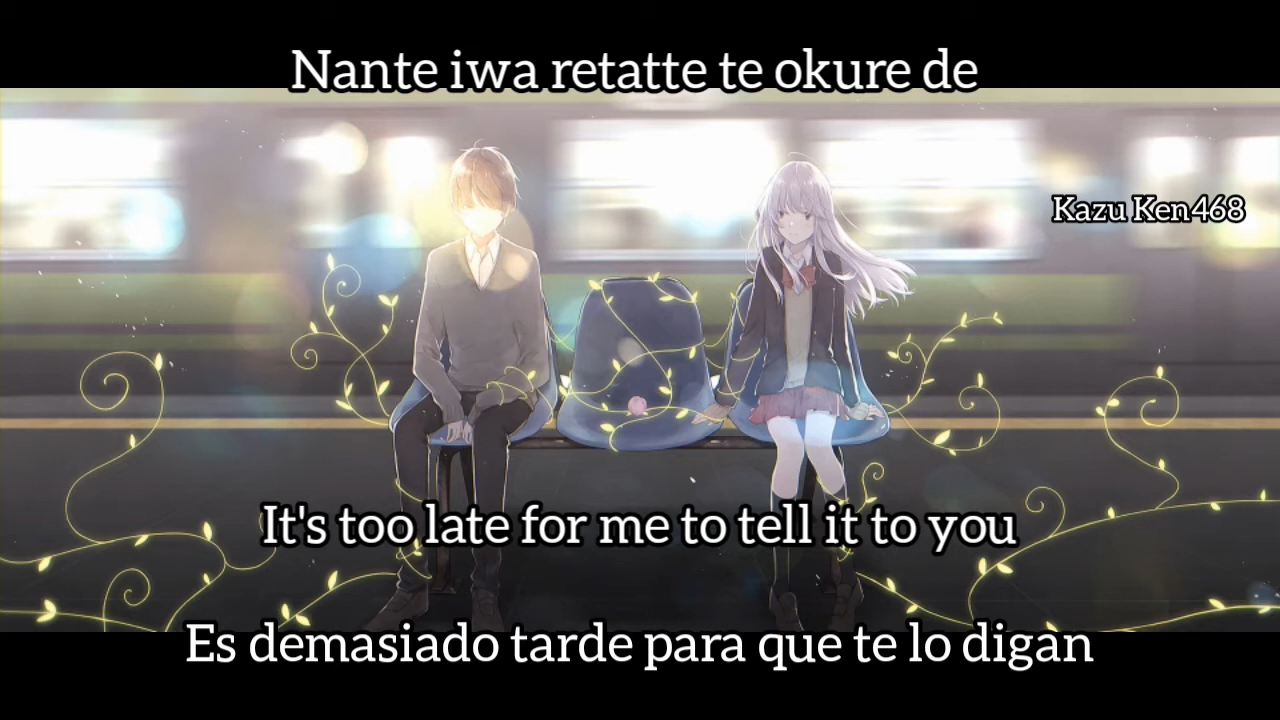 Nante iwa retatte te okure de
Kazu Ken468
It's too late for me to tell it to you
Es demasiado tarde para que te lo digan